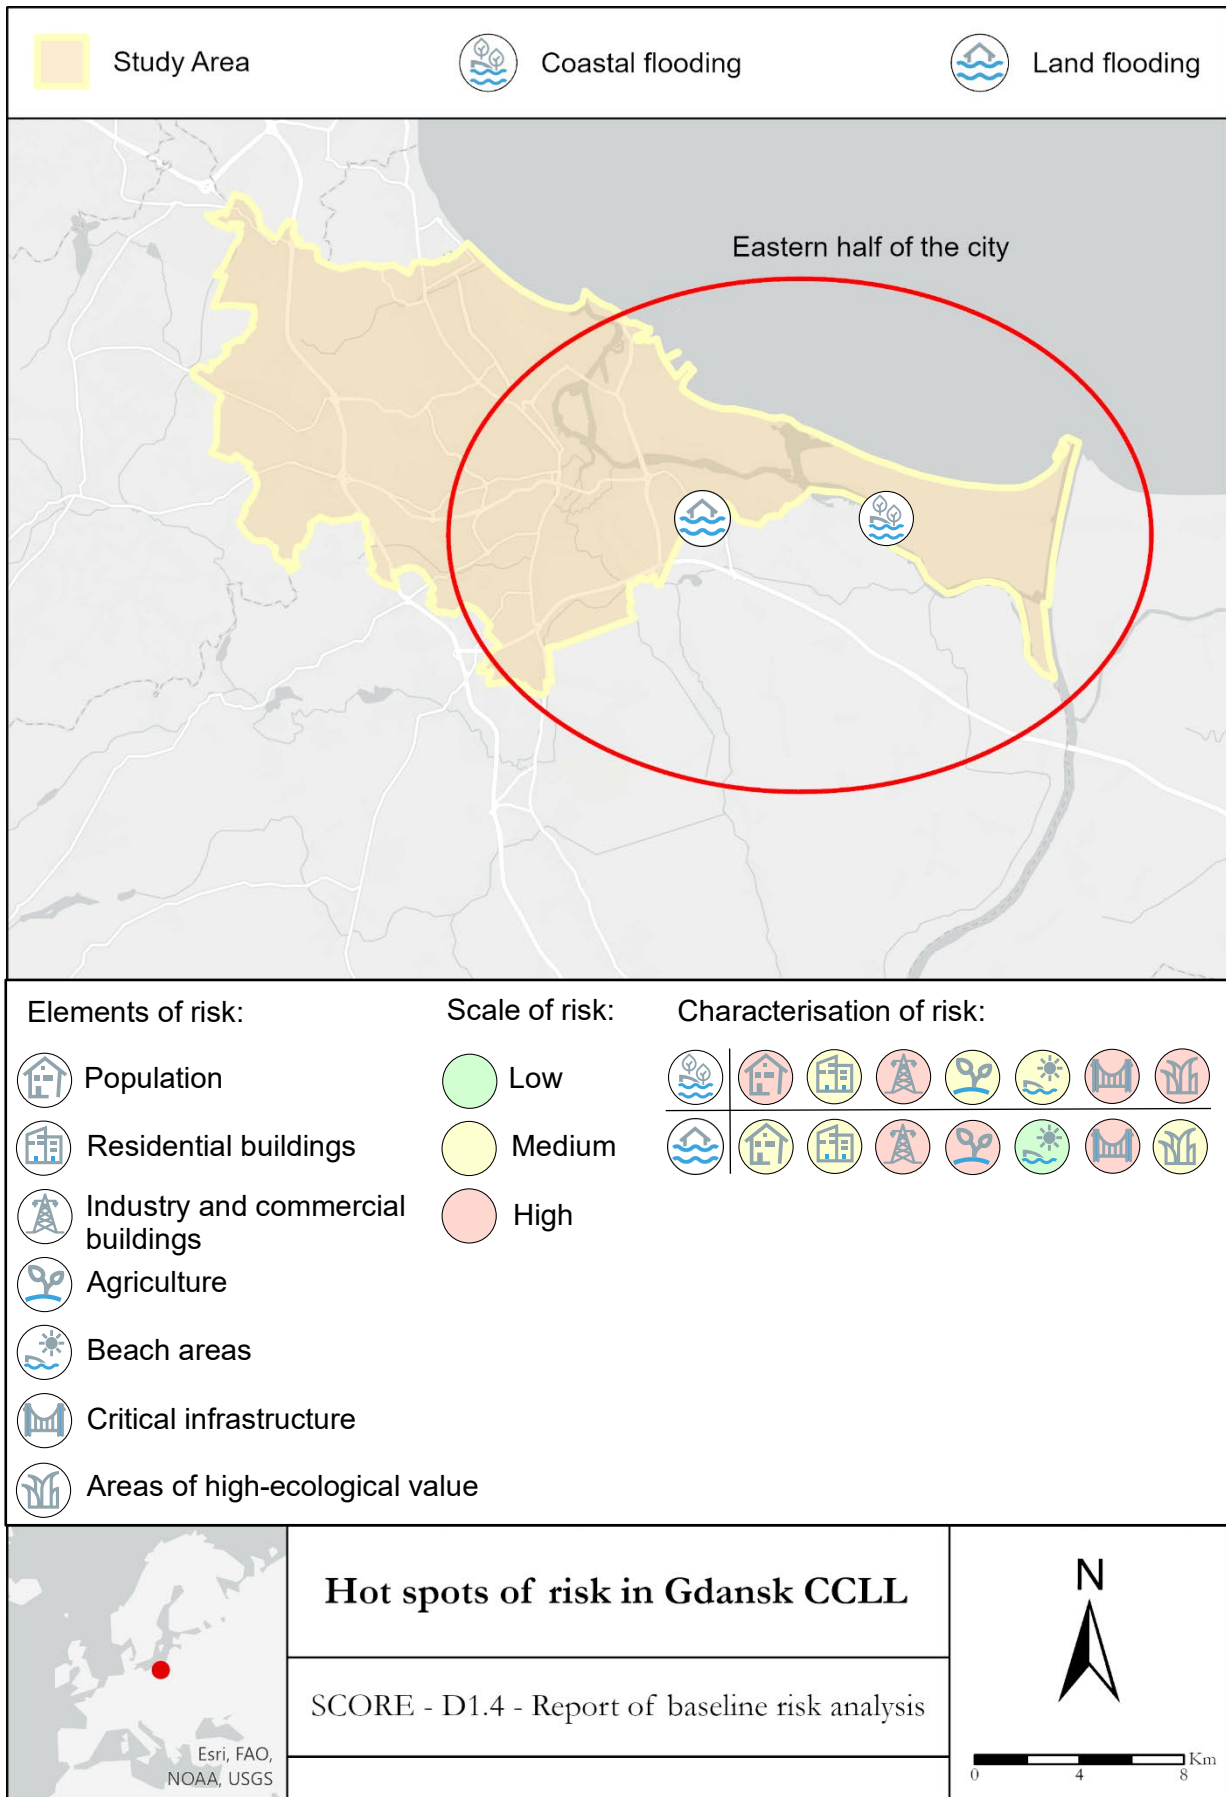 Study Area
Coastal flooding
Land flooding
Eastern half of the city
Elements of risk:
Population
Residential buildings
Industry and commercial
buildings
Agriculture
Beach areas
Critical infrastructure
Areas of high-ecological value
Scale of risk:
Low
Medium
High
Characterisation of risk:
Esri, FAO,
NOAA, USGS
Hot spots of risk in Gdansk CCLL
SCORE - D1.4 - Report of baseline risk analysis
N
Km
0 4 8